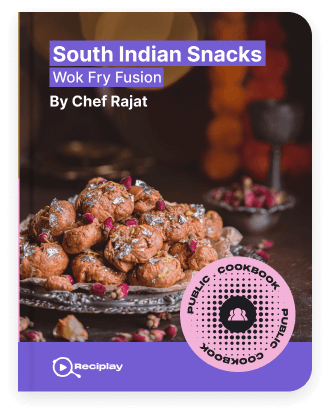 South Indian Snacks
Wok Fry Fusion
By Chef Rajat
PUBLIC COOKBOOK
PUBLIC COOKBOOK
Reciplay